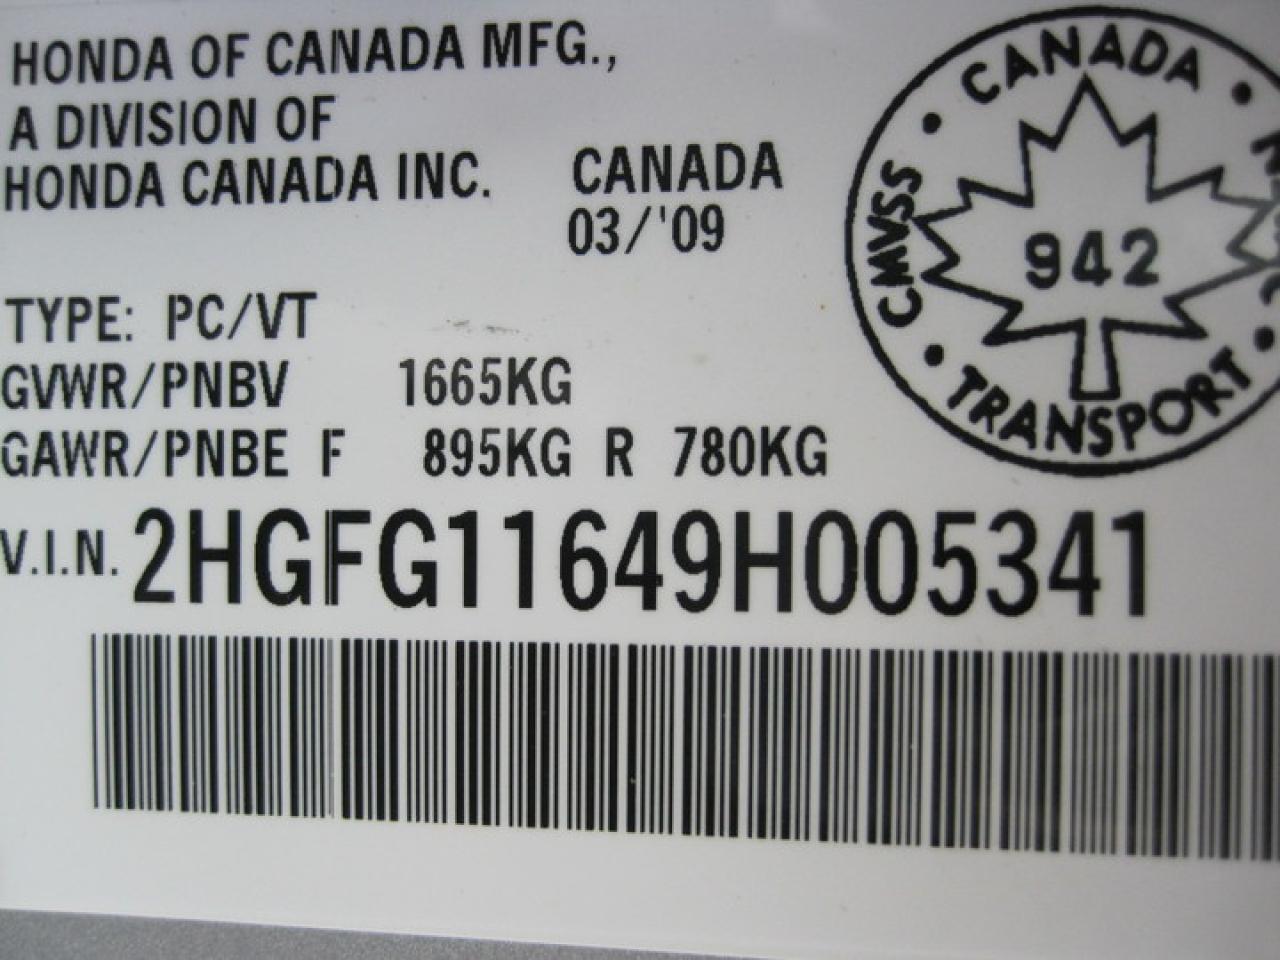 HONDA OF CANADA MFG.,
A DIVISION OF
HONDA CANADA INC. CANADA
03/'09
TYPE: PC/VT
GVWR/PNBV 1665KG
GAWR/PNBE F 895KG R 780KG
V.I.N. 2HGFG11649H005341
CANADA
CMVSS
942
TRANSPORT